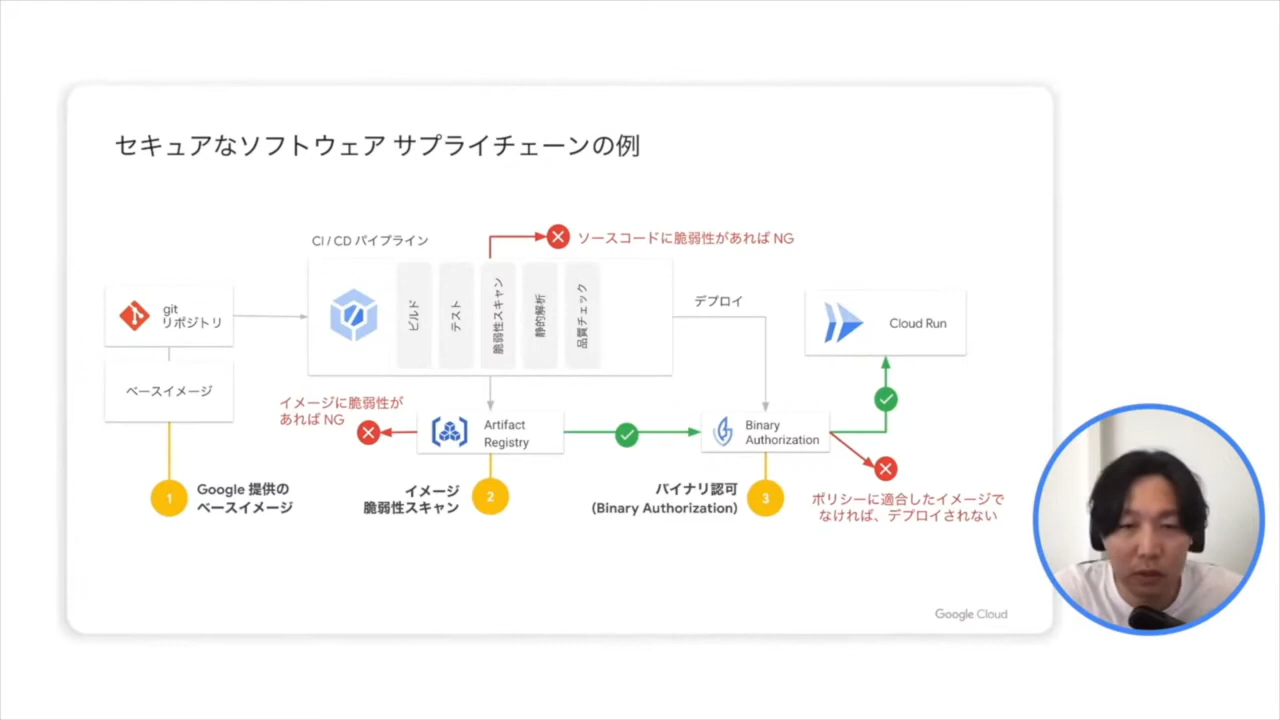 セキュアなソフトウェア サプライチェーンの例
CI / CD パイプライン
ソースコードに脆弱性があれば NG
git
リポジトリ
ビルド
テスト
脆弱性スキャン
静的解析
品質チェック
デプロイ
Cloud Run
ベースイメージ
イメージに脆弱性が
あれば NG
Artifact
Registry
Binary
Authorization
1
Google 提供の
ベースイメージ
イメージ
脆弱性スキャン
2
バイナリ認可
(Binary Authorization)
3
ポリシーに適合したイメージで
なければ、デプロイされない
Google Cloud